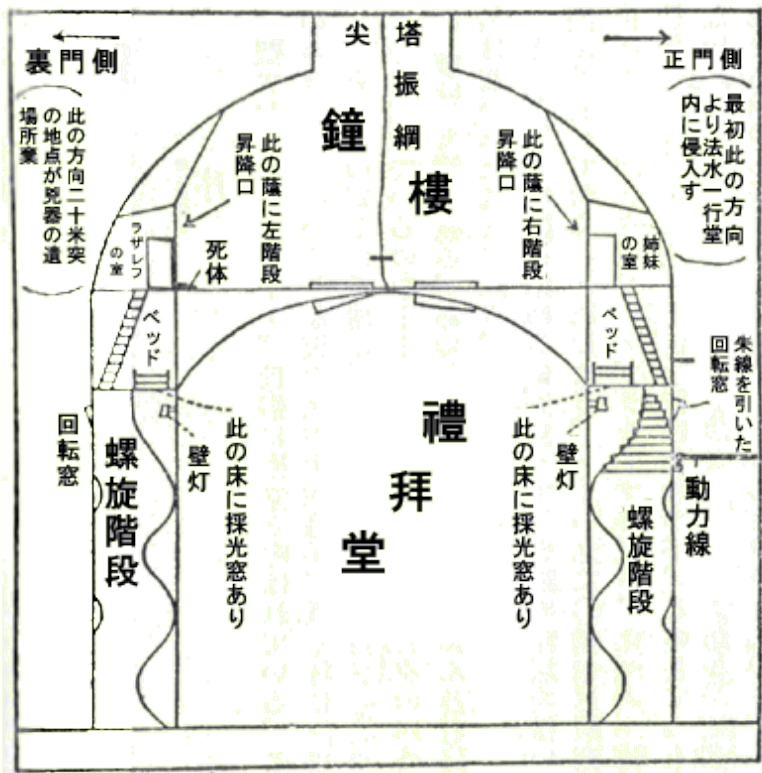 尖塔
振綱
鐘楼
礼拝堂
正門側
最初此の方向
より法水一行堂
内に侵入す
裏門側
此の方向二十米突
の地点が兇器の遺
場所業
此の蔭に右階段
昇降口
此の蔭に左階段
昇降口
姉妹
の室
ラザレフ
の室
死体
ベッド
ベッド
朱線を引いた
回転窓
回転窓
壁灯
壁灯
此の床に採光窓あり
此の床に採光窓あり
動力線
螺旋階段
螺旋階段